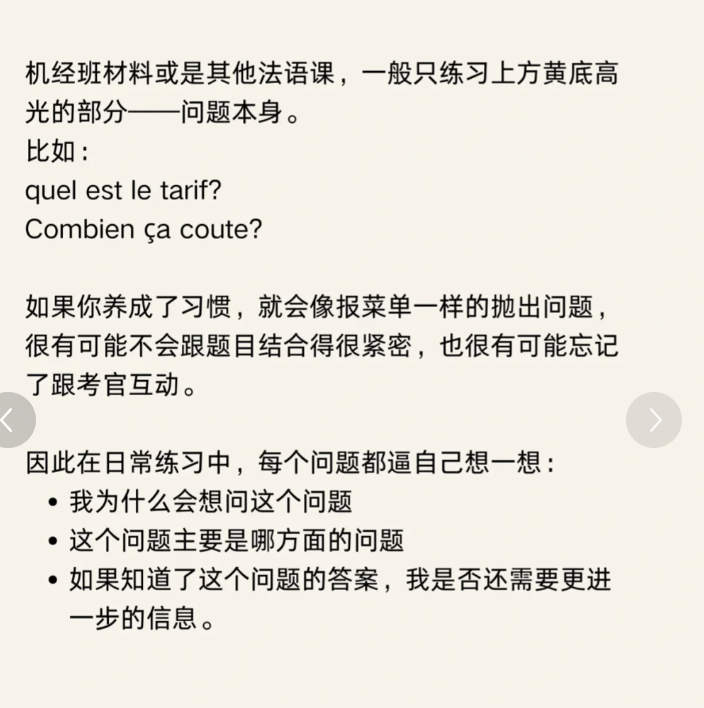 机经班材料或是其他法语课，一般只练习上方黄底高
光的部分——问题本身。
比如：
quel est le tarif?
Combien ça coute?
如果你养成了习惯，就会像报菜单一样的抛出问题，
很有可能不会跟题目结合得很紧密，也很有可能忘记
了跟考官互动。
因此在日常练习中，每个问题都逼自己想一想：
• 我为什么会想问这个问题
• 这个问题主要是哪方面的问题
• 如果知道了这个问题的答案，我是否还需要更进
一步的信息。